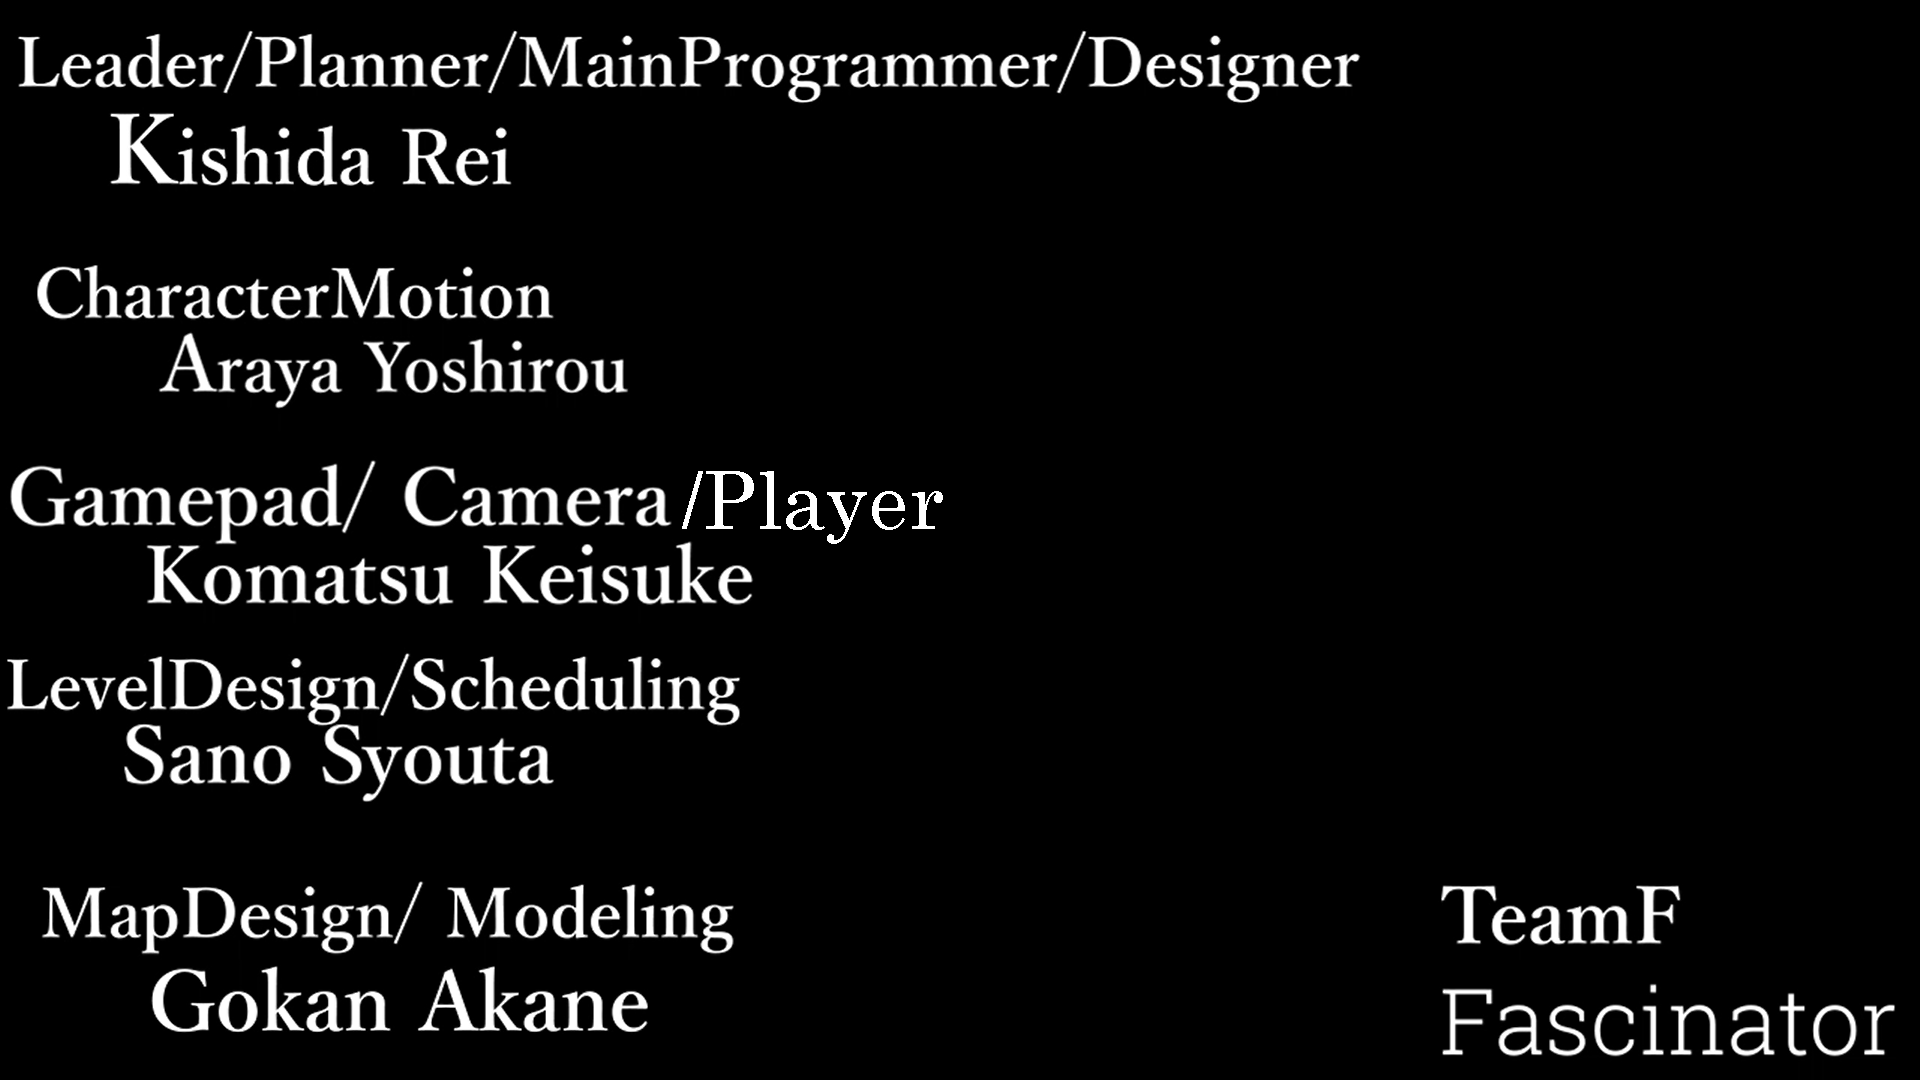 Leader/Planner/MainProgrammer/Designer
Kishida Rei
CharacterMotion
Araya Yoshirou
Gamepad/ Camera /Player
Komatsu Keisuke
LevelDesign/Scheduling
Sano Syouta
MapDesign/ Modeling
Gokan Akane
TeamF
Fascinator